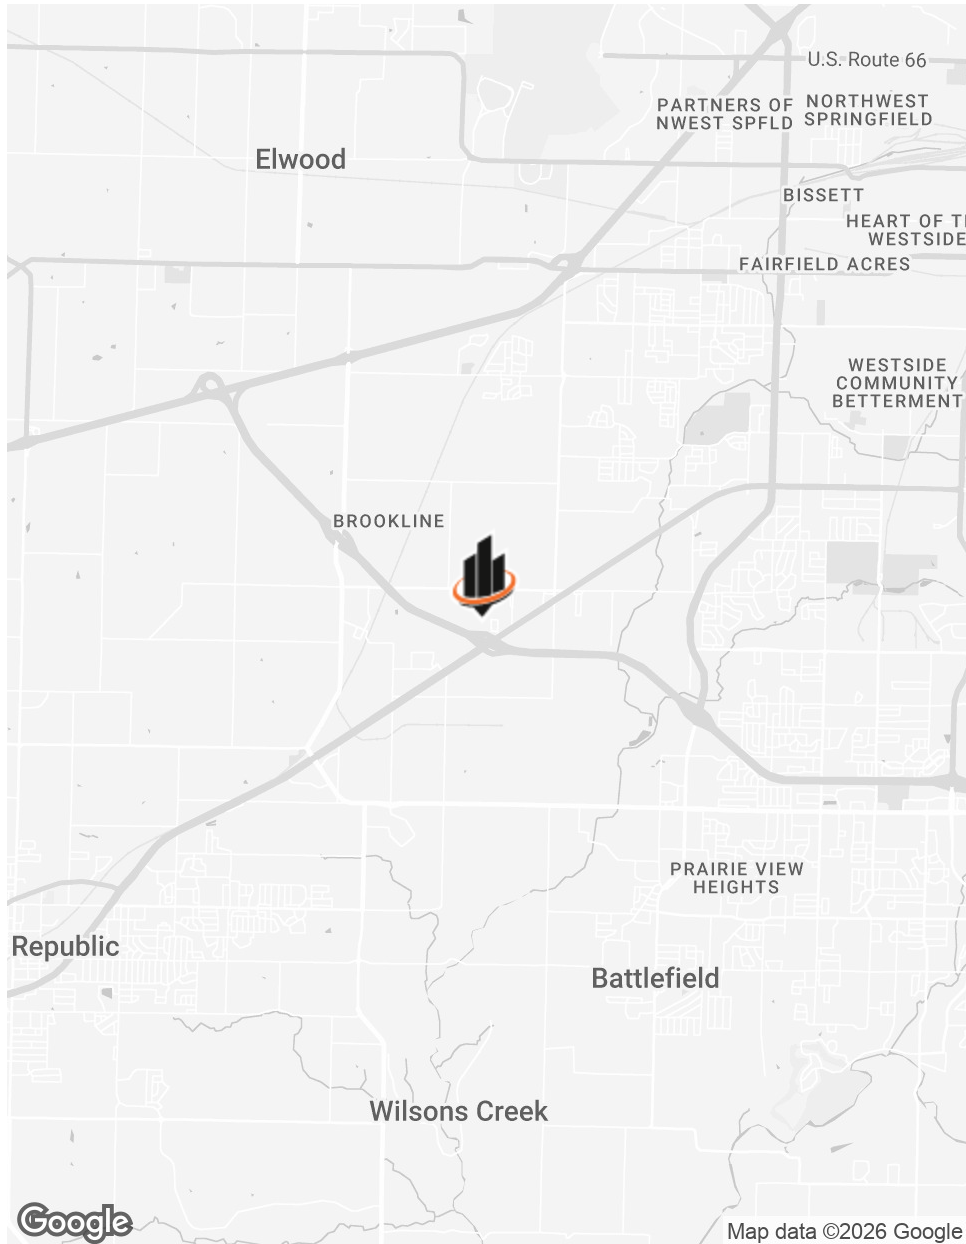 U.S. Route 66
PARTNERS OF
NWEST SPFLD
NORTHWEST
SPRINGFIELD
Elwood
BISSETT
HEART OF T
WESTSIDE
FAIRFIELD ACRES
WESTSIDE
COMMUNITY
BETTERMENT
BROOKLINE
PRAIRIE VIEW
HEIGHTS
Republic
Battlefield
Wilsons Creek
Google
Map data ©2026 Google